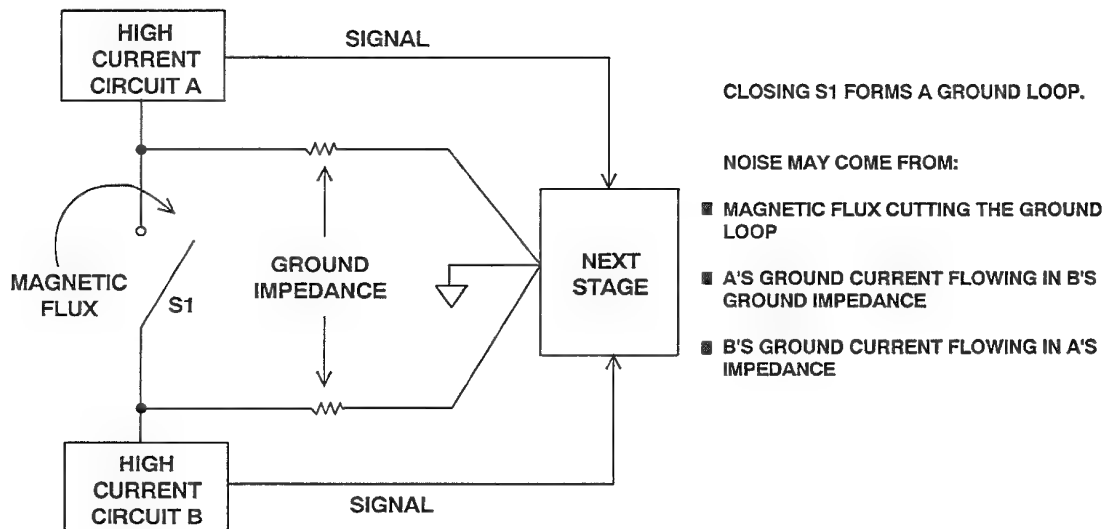 HIGH
CURRENT
CIRCUIT A
SIGNAL
CLOSING S1 FORMS A GROUND LOOP.
NOISE MAY COME FROM:
MAGNETIC FLUX CUTTING THE GROUND
LOOP
A'S GROUND CURRENT FLOWING IN B'S
GROUND IMPEDANCE
B'S GROUND CURRENT FLOWING IN A'S
IMPEDANCE
MAGNETIC
FLUX
S1
GROUND
IMPEDANCE
NEXT
STAGE
HIGH
CURRENT
CIRCUIT B
SIGNAL